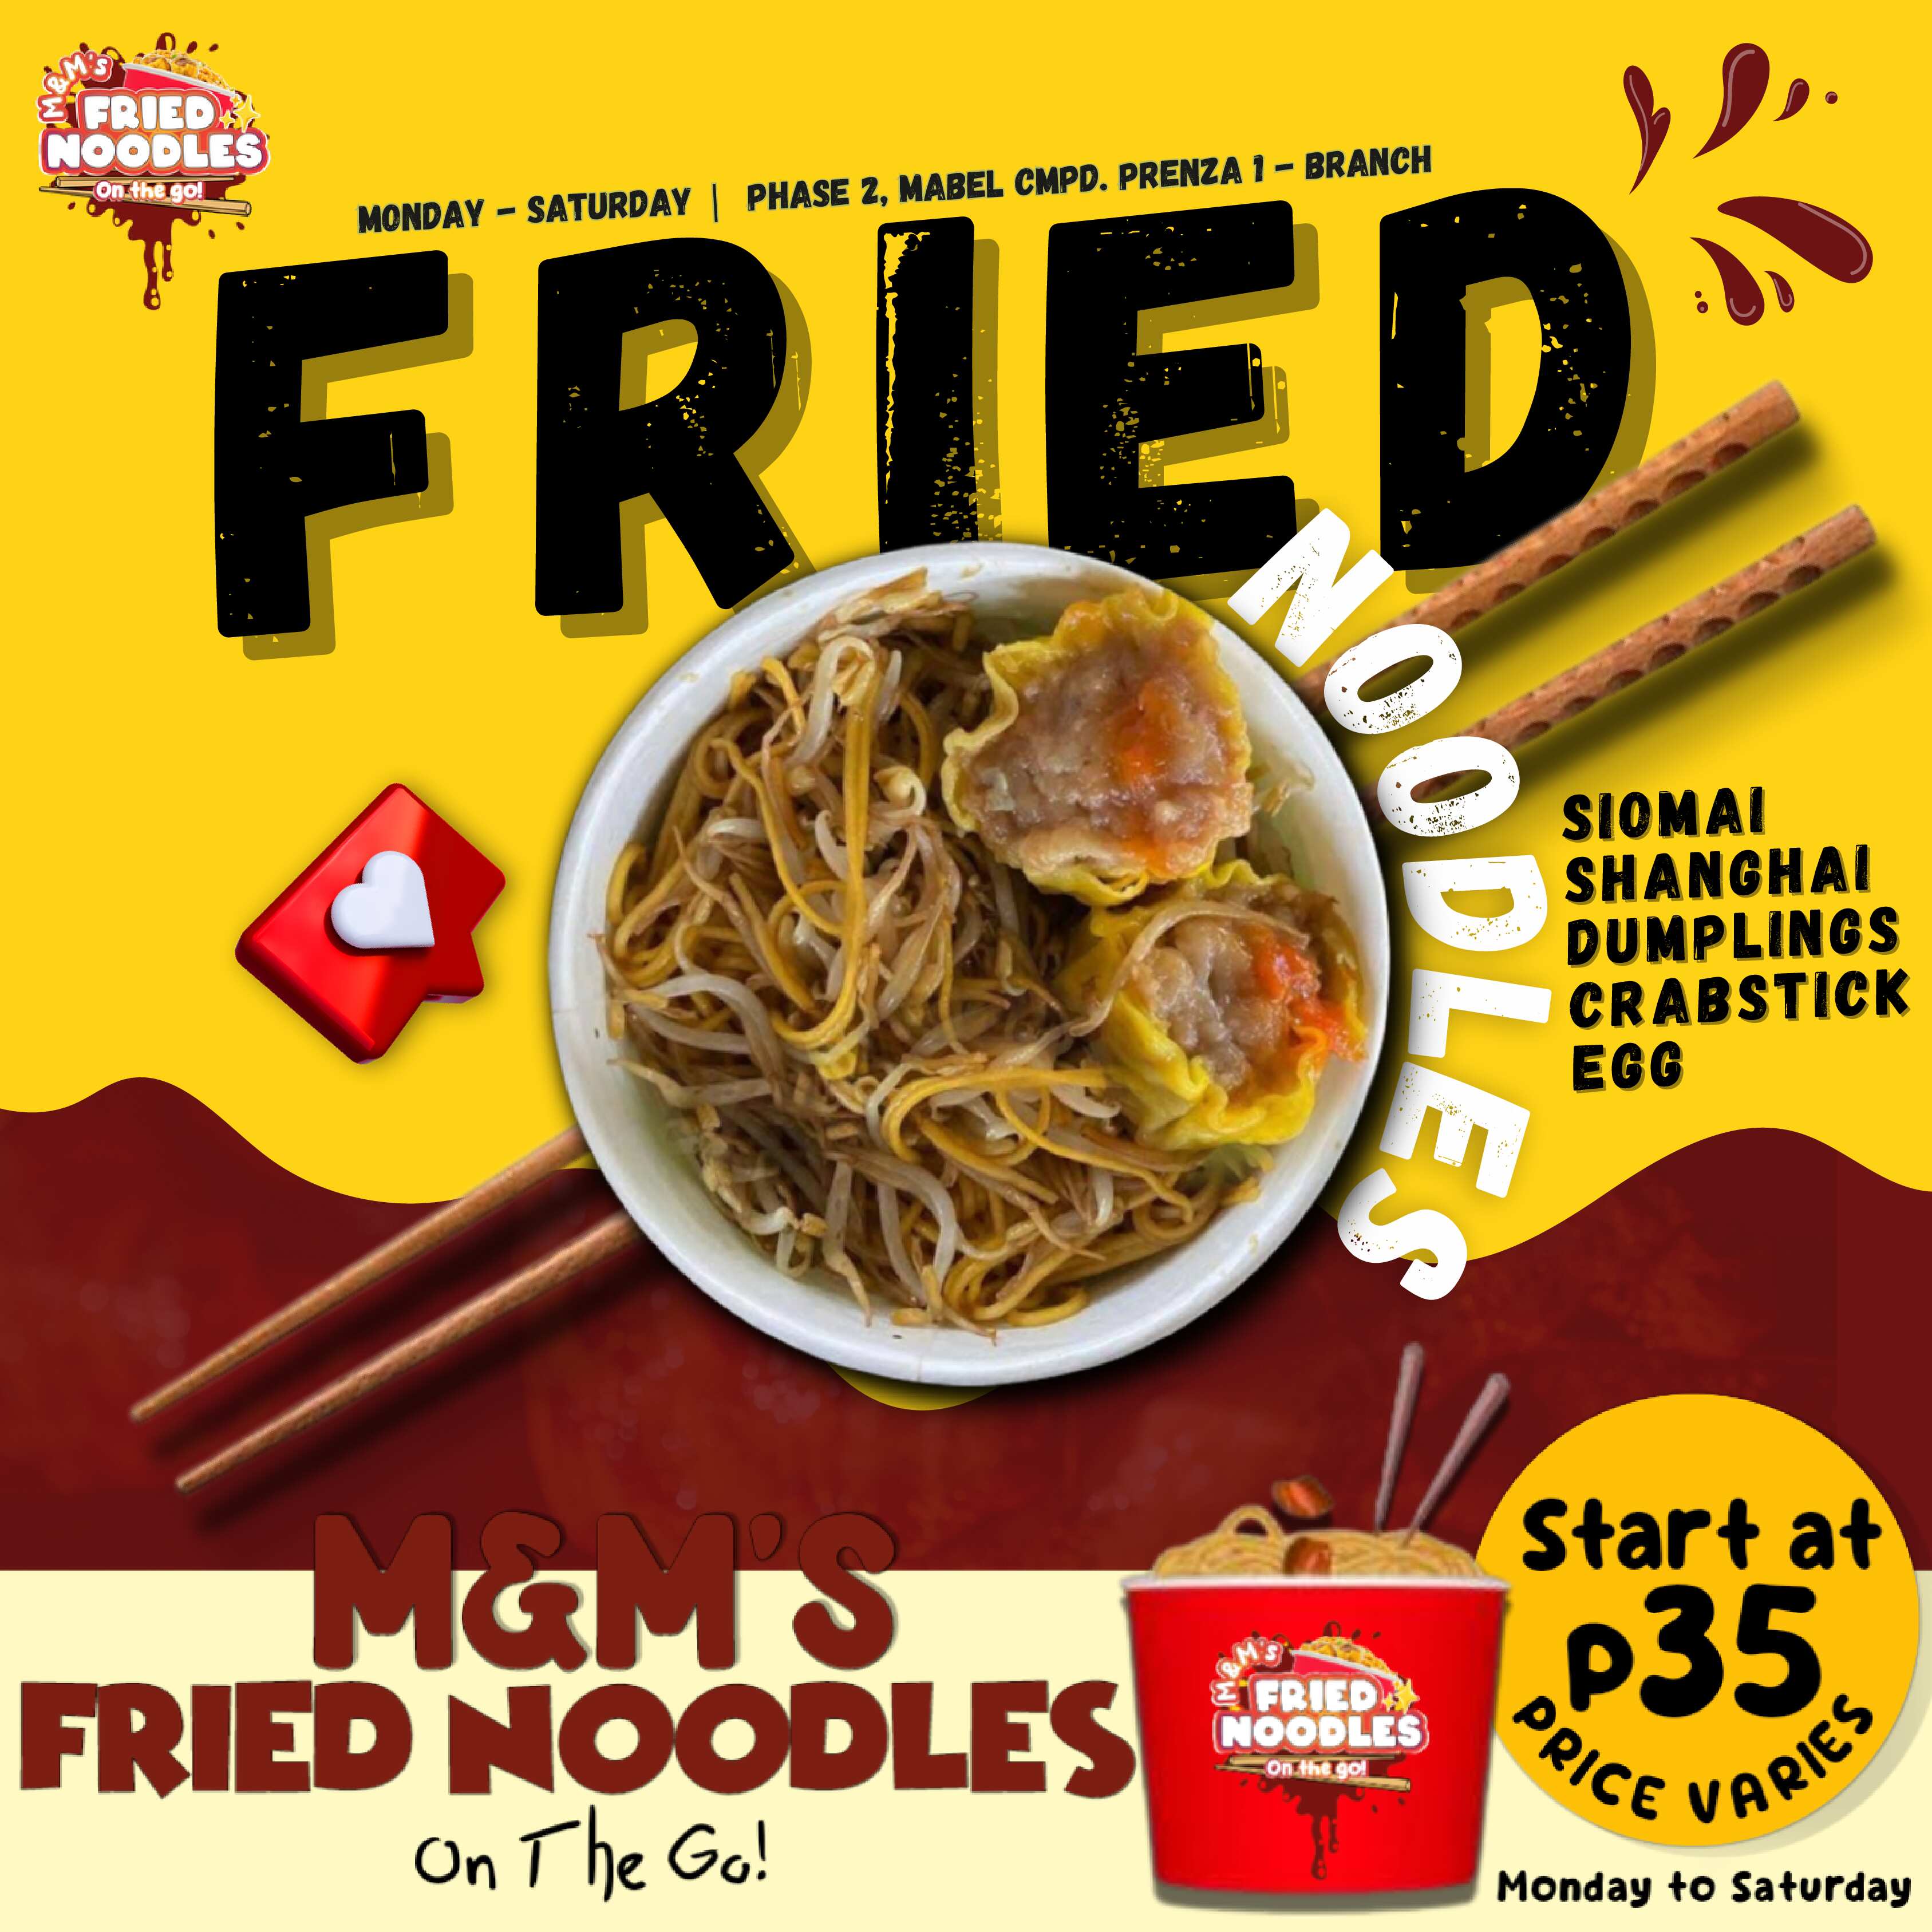 M&M'S
FRIED
NOODLES
On the go!
MONDAY – SATURDAY | PHASE 2, MABEL CMPD. PRENZA 1 – BRANCH
FRIED
NOODLES
SIOMAI
SHANGHAI
DUMPLINGS
CRABSTICK
EGG
M&M'S
FRIED NOODLES
On The Go!
M&M'S
FRIED
NOODLES
On the go!
Start at
P35
PRICE VARIES
Monday to Saturday